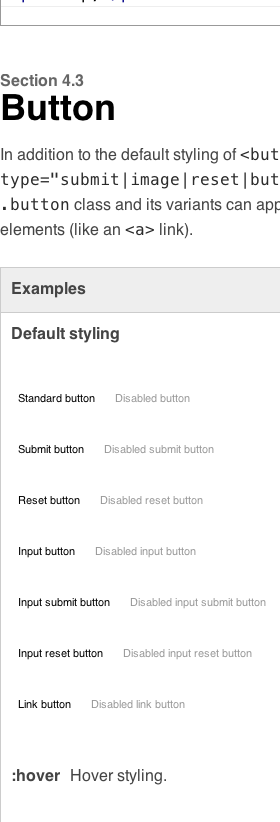 Section 4.3
Button
In addition to the default styling of <but
type="submit|image|reset|but
.button class and its variants can app
elements (like an <a> link).
Examples
Default styling
Standard button Disabled button
Submit button Disabled submit button
Reset button Disabled reset button
Input button Disabled input button
Input submit button Disabled input submit button
Input reset button Disabled input reset button
Link button Disabled link button
:hover Hover styling.